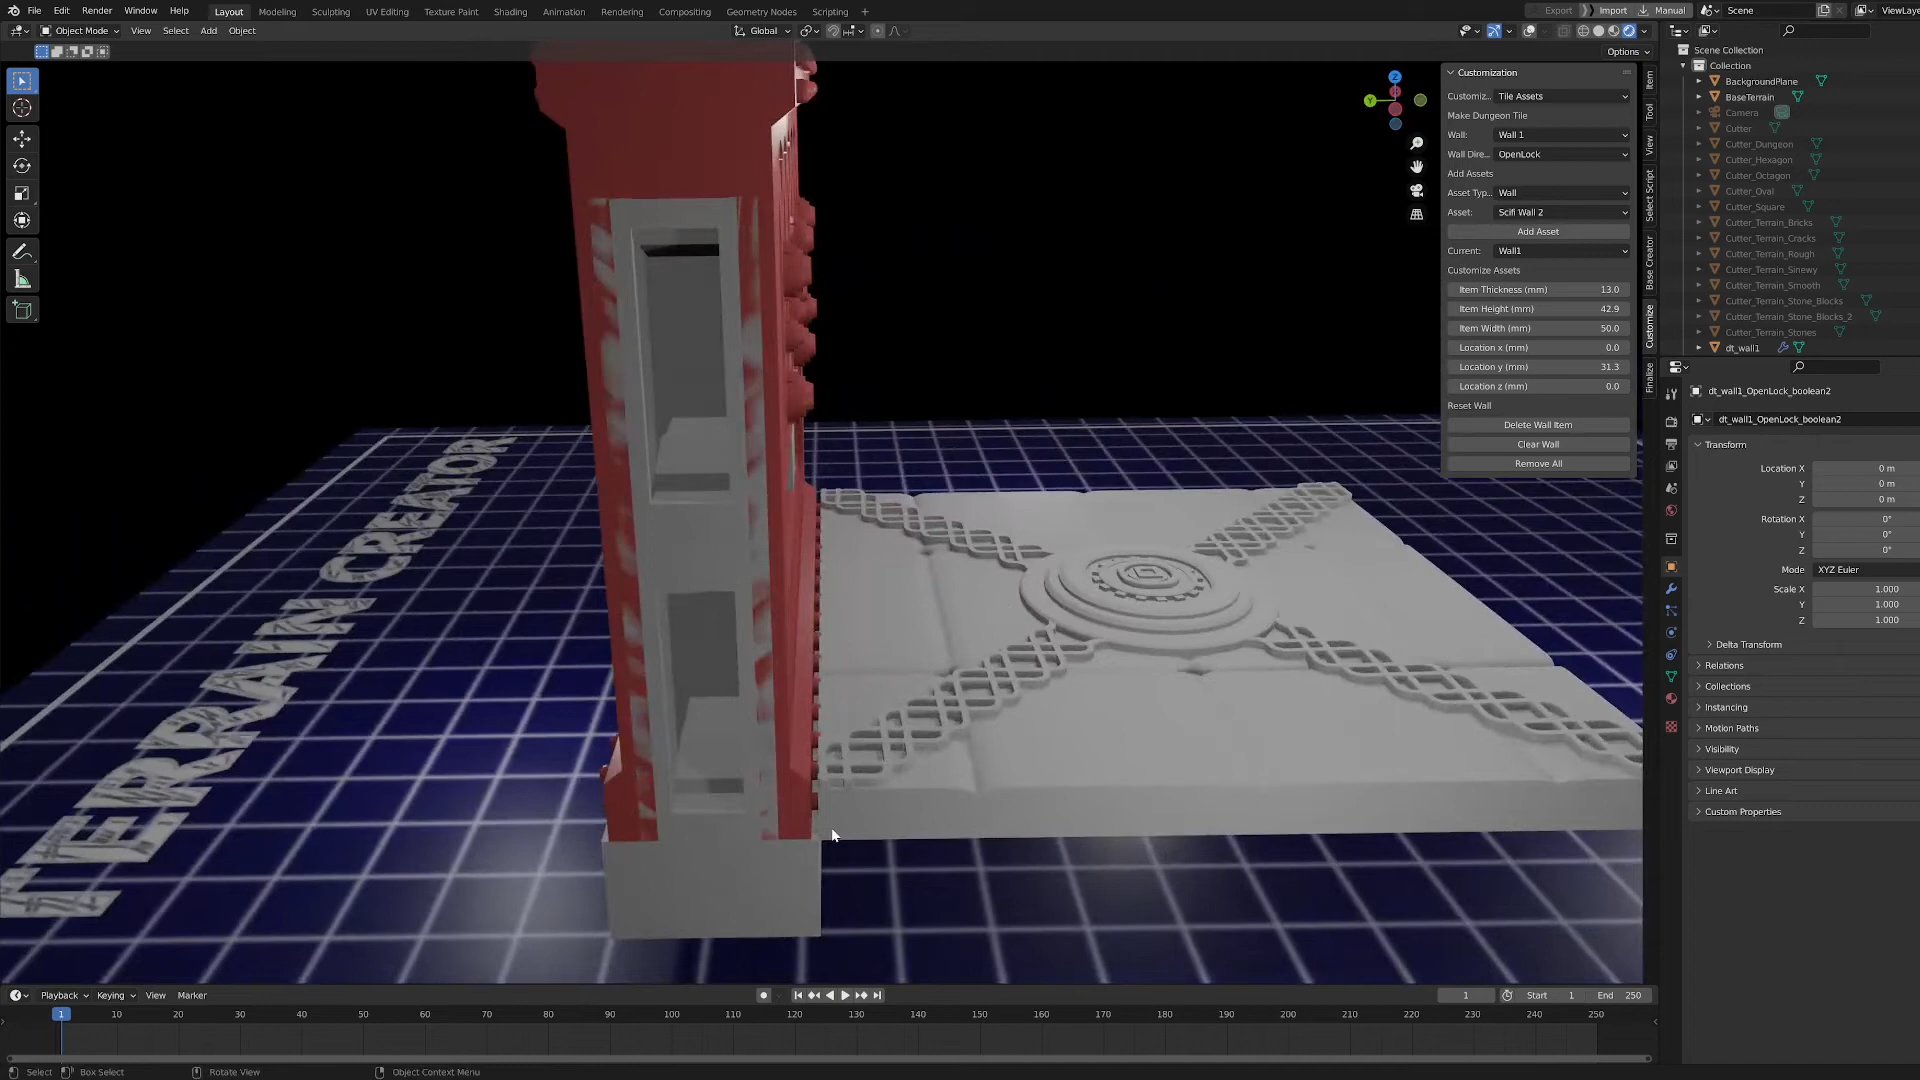 File Edit Render Window Help Layout Modeling Sculpting UV Editing Texture Paint Shading Animation Rendering Compositing Geometry Nodes Scripting + Export Import Manual Scene ViewLaye
Object Mode View Select Add Object Global
Options
Customization
Customiz... Tile Assets
Make Dungeon Tile
Wall: Wall 1
Wall Dire... OpenLock
Add Assets
Asset Typ... Wall
Asset: Scifi Wall 2
Add Asset
Current: Wall1
Customize Assets
Item Thickness (mm) 13.0
Item Height (mm) 42.9
Item Width (mm) 50.0
Location x (mm) 0.0
Location y (mm) 31.3
Location z (mm) 0.0
Reset Wall
Delete Wall Item
Clear Wall
Remove All
Item
Tool
View
Select Script
Base Creator
Customize
Finalize
Z
Y
Scene Collection
Collection
BackgroundPlane
BaseTerrain
Camera
Cutter
Cutter_Dungeon
Cutter_Hexagon
Cutter_Octagon
Cutter_Oval
Cutter_Square
Cutter_Terrain_Bricks
Cutter_Terrain_Cracks
Cutter_Terrain_Rough
Cutter_Terrain_Sinewy
Cutter_Terrain_Smooth
Cutter_Terrain_Stone_Blocks
Cutter_Terrain_Stone_Blocks_2
Cutter_Terrain_Stones
dt_wall1
dt_wall1_OpenLock_boolean2
dt_wall1_OpenLock_boolean2
Transform
Location X 0 m
Y 0 m
Z 0 m
Rotation X 0°
Y 0°
Z 0°
Mode XYZ Euler
Scale X 1.000
Y 1.000
Z 1.000
Delta Transform
Relations
Collections
Instancing
Motion Paths
Visibility
Viewport Display
Line Art
Custom Properties
TERRAIN CREATOR
Playback Keying View Marker 1 Start 1 End 250
1 10 20 30 40 50 60 70 80 90 100 110 120 130 140 150 160 170 180 190 200 210 220 230 240 250
Select Box Select Rotate View Object Context Menu